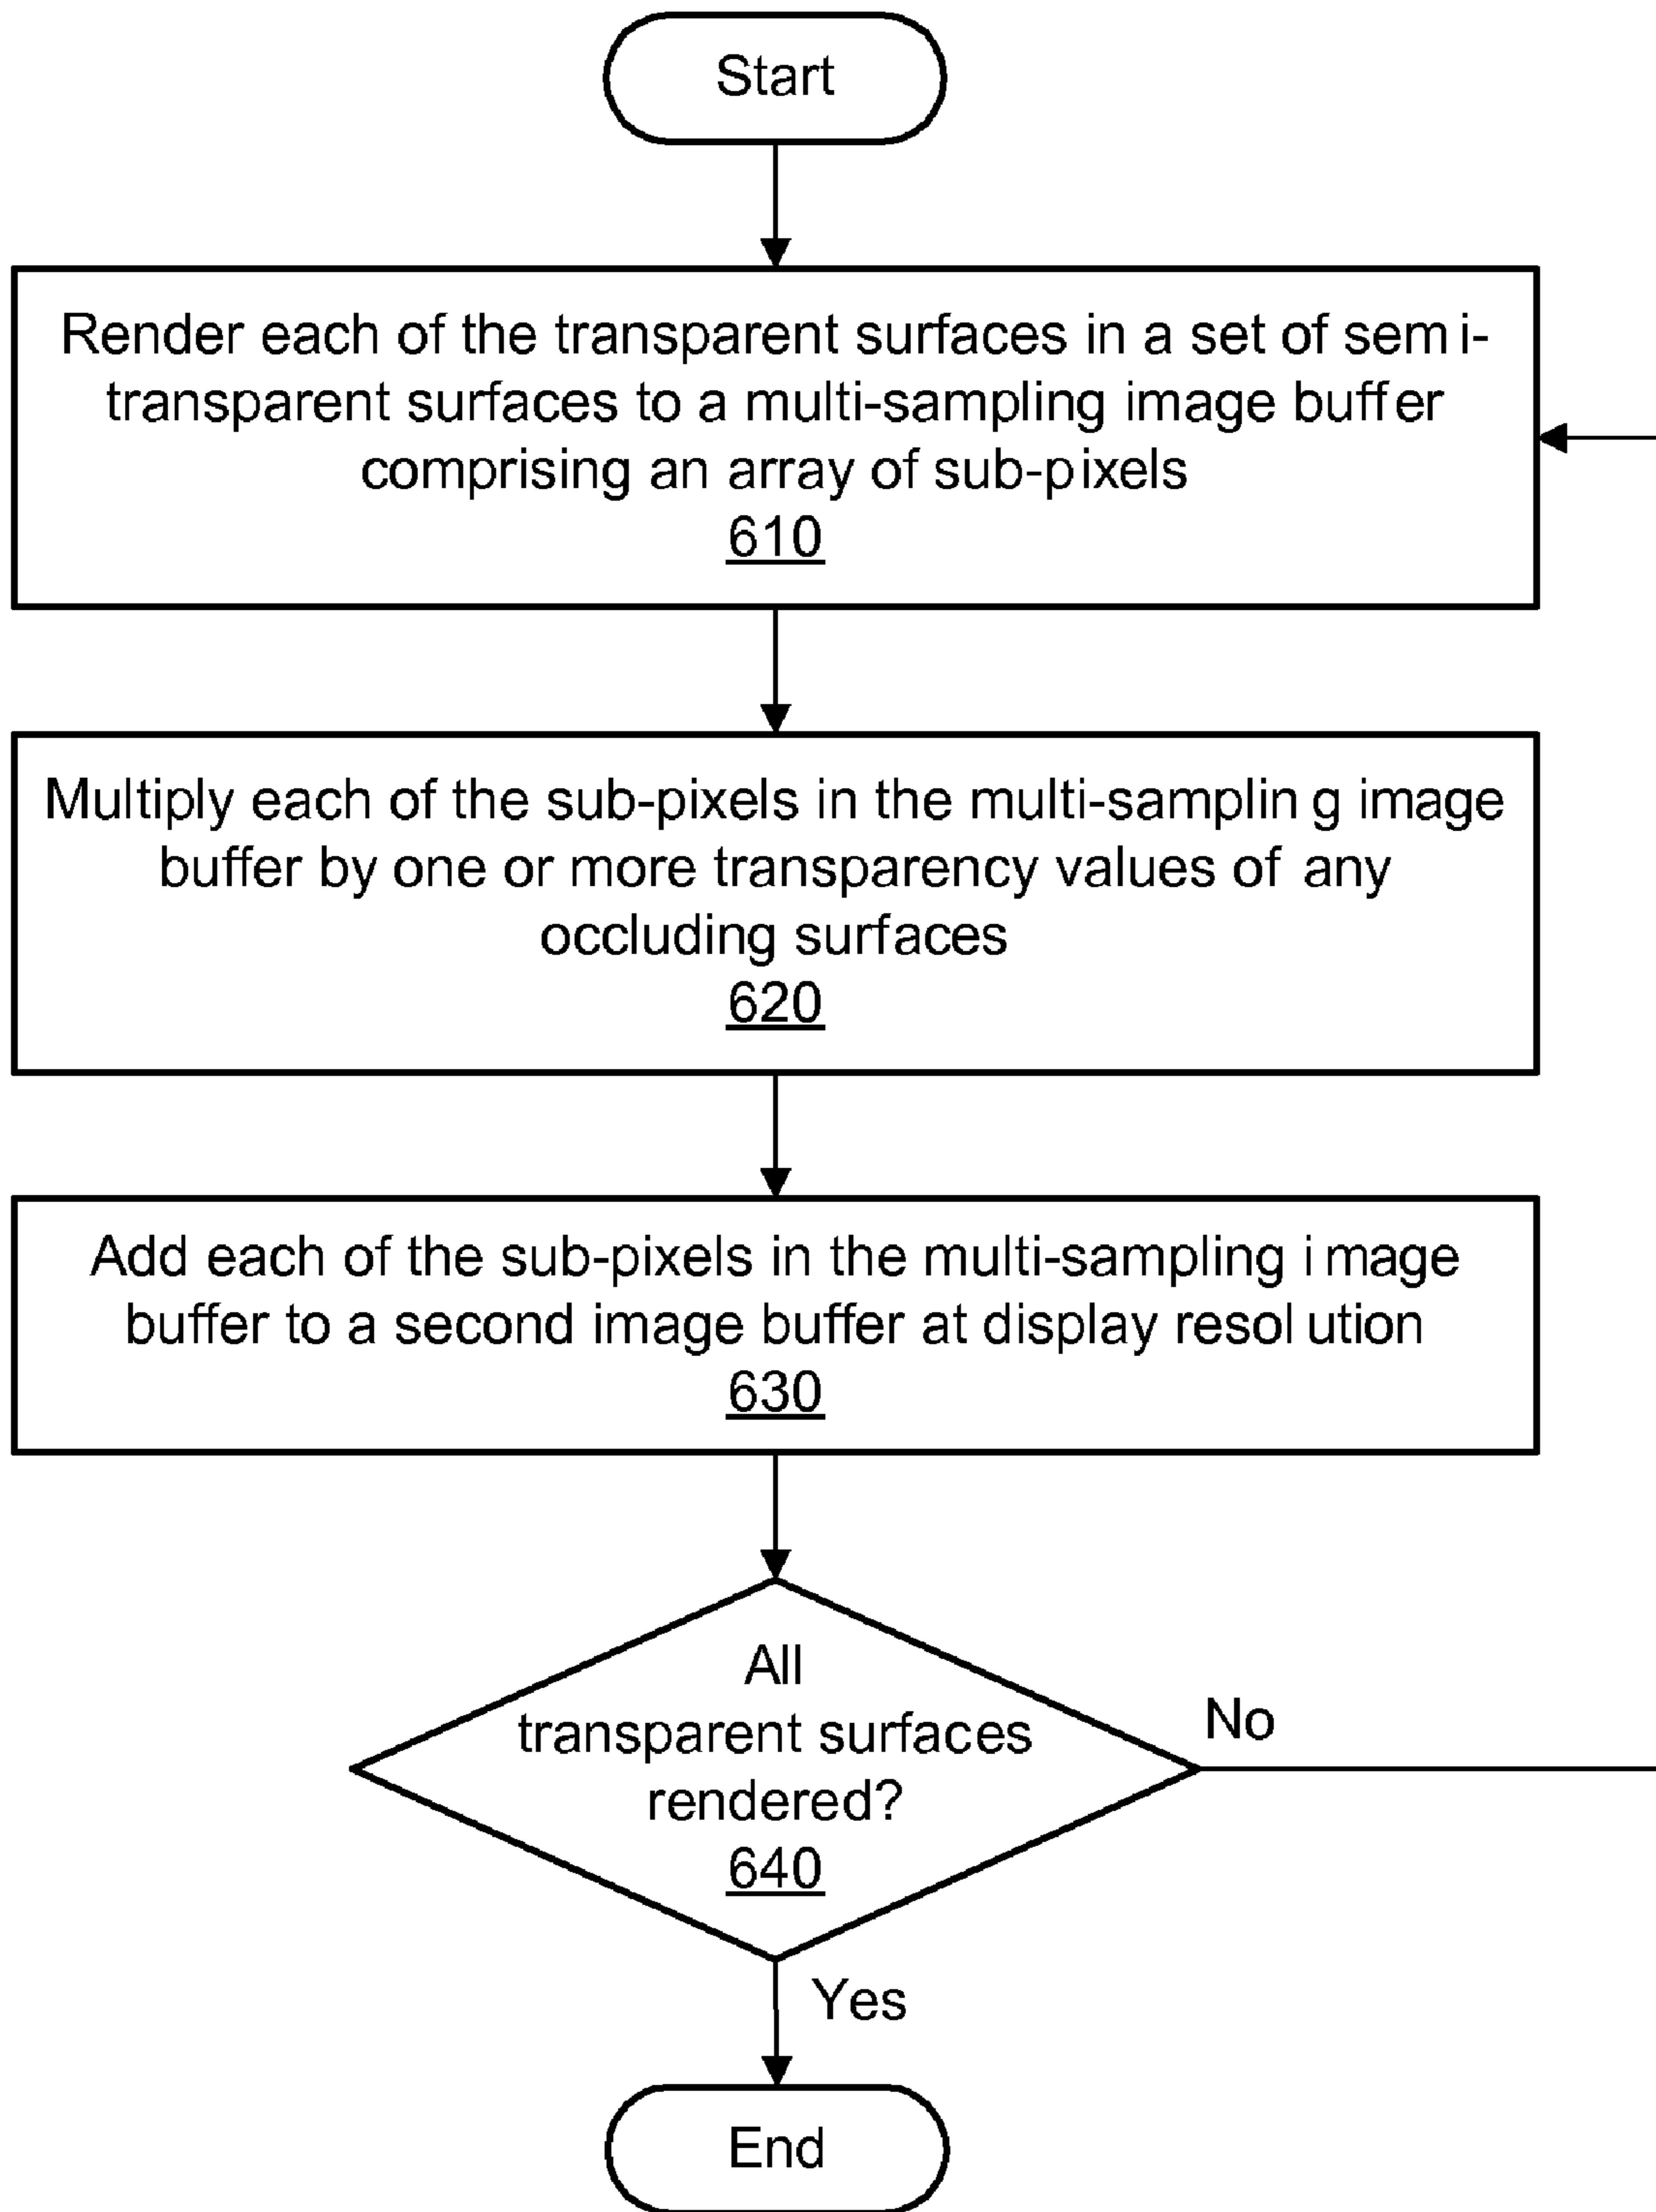 Start
Render each of the transparent surfaces in a set of semi-
transparent surfaces to a multi-sampling image buffer
comprising an array of sub-pixels
610
Multiply each of the sub-pixels in the multi-sampling image
buffer by one or more transparency values of any
occluding surfaces
620
Add each of the sub-pixels in the multi-sampling image
buffer to a second image buffer at display resolution
630
All
transparent surfaces
rendered?
640
No
Yes
End